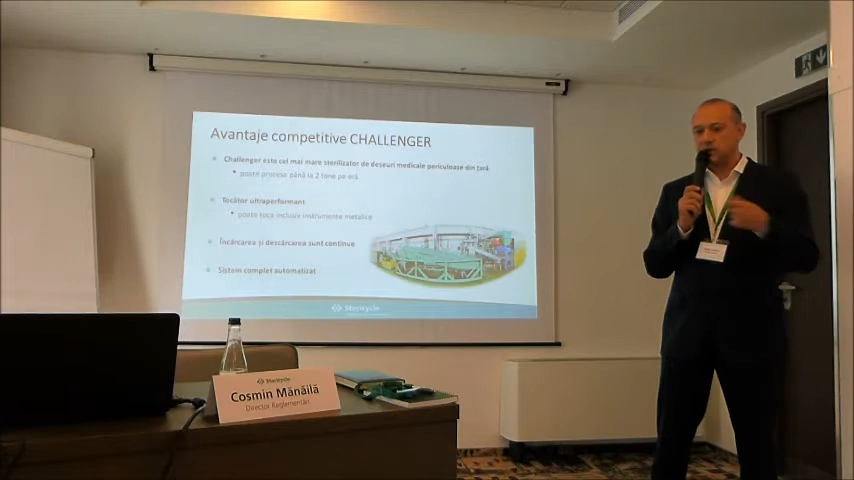 Avantaje competitive CHALLENGER
• Challenger este cel mai mare sterilizator de deșeuri medicale periculoase din țară
• poate procesa până la 2 tone pe oră
• Tocător ultraperformant
• poate toca inclusiv instrumente metalice
• Încărcarea și descărcarea sunt continue
• Sistem complet automatizat
Stericycle
Stericycle
Cosmin Mănăilă
Director Reglementări